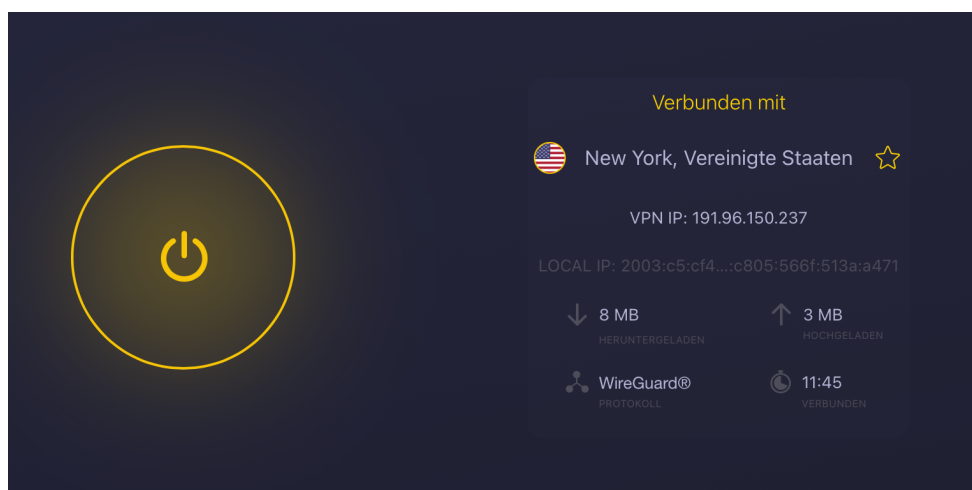 Verbunden mit
New York, Vereinigte Staaten
VPN IP: 191.96.150.237
LOCAL IP: 2003:c5:cf4...:c805:566f:513a:a471
8 MB
HERUNTERGELADEN
3 MB
HOCHGELADEN
WireGuard®
PROTOKOLL
11:45
VERBUNDEN